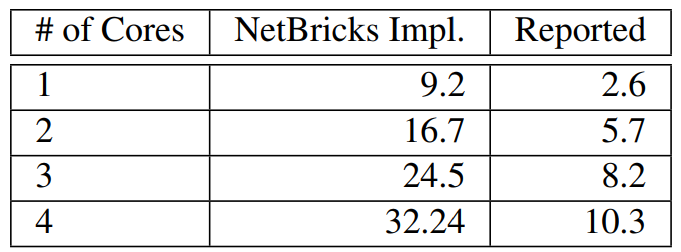 # of Cores NetBricks Impl. Reported
1 9.2 2.6
2 16.7 5.7
3 24.5 8.2
4 32.24 10.3